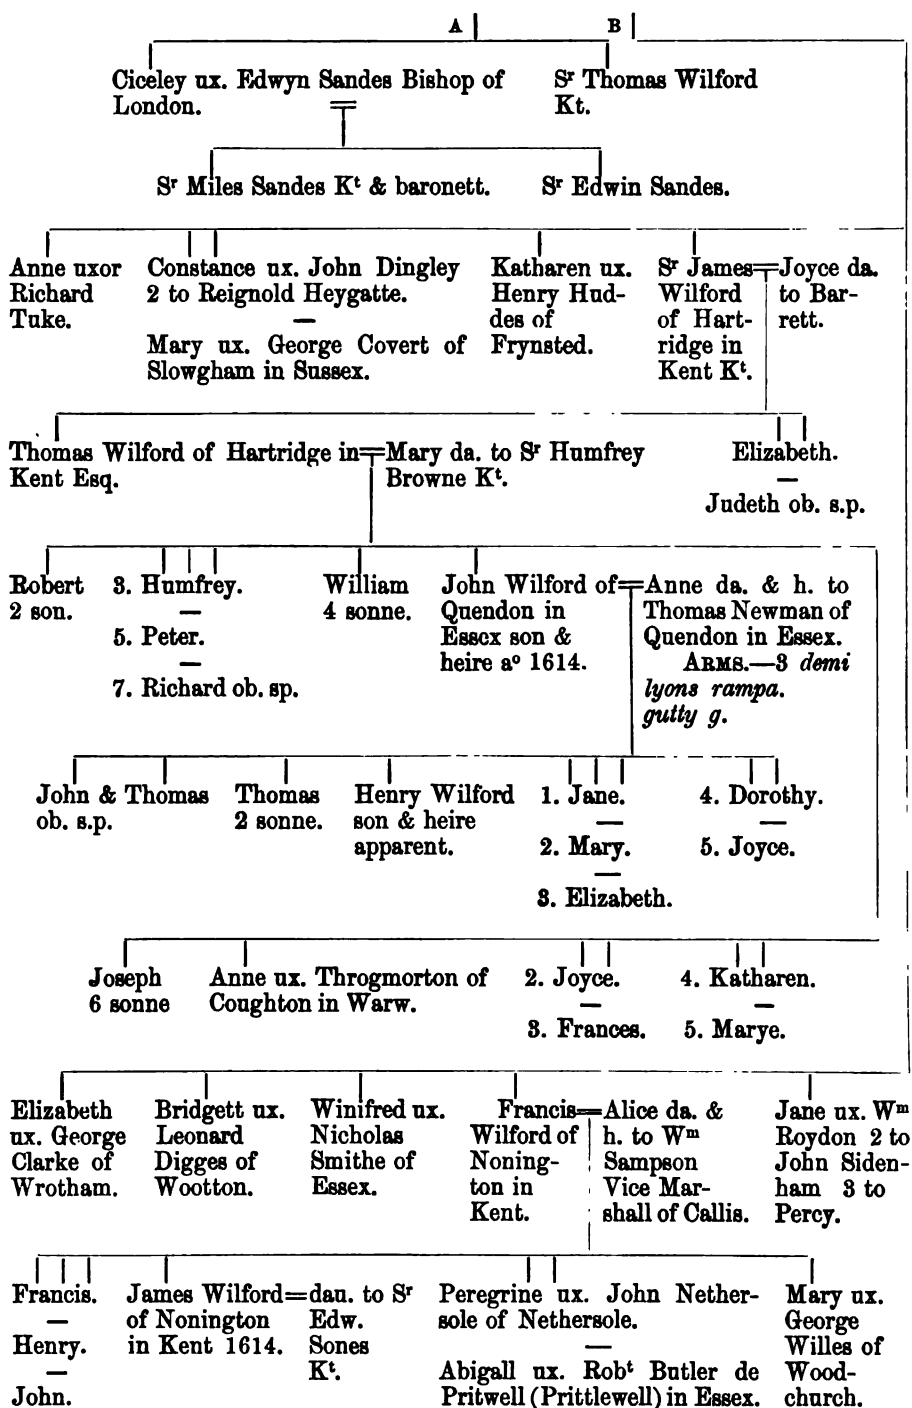 A B
Ciceley ux. Edwyn Sandes Bishop of
London.
Sʳ Thomas Wilford
Kt.
Sʳ Miles Sandes Kᵗ & baronett.
Sʳ Edwin Sandes.
Anne uxor
Richard
Tuke.
Constance ux. John Dingley
2 to Reignold Heygatte.
—
Mary ux. George Covert of
Slowgham in Sussex.
Katharen ux.
Henry Hud-
des of
Frynsted.
Sʳ James
Wilford
of Hart-
ridge in
Kent Kᵗ.
Joyce da.
to Bar-
rett.
Thomas Wilford of Hartridge in
Kent Esq.
Mary da. to Sʳ Humfrey
Browne Kᵗ.
Elizabeth.
—
Judeth ob. s.p.
Robert
2 son.
3. Humfrey.
—
5. Peter.
—
7. Richard ob. sp.
William
4 sonne.
John Wilford of
Quendon in
Essex son &
heire aº 1614.
Anne da. & h. to
Thomas Newman of
Quendon in Essex.
ARMS.—3 demi
lyons rampa.
gutty g.
John & Thomas
ob. s.p.
Thomas
2 sonne.
Henry Wilford
son & heire
apparent.
1. Jane.
—
2. Mary.
—
3. Elizabeth.
4. Dorothy.
—
5. Joyce.
Joseph
6 sonne
Anne ux. Throgmorton of
Coughton in Warw.
2. Joyce.
—
3. Frances.
4. Katharen.
—
5. Marye.
Elizabeth
ux. George
Clarke of
Wrotham.
Bridgett ux.
Leonard
Digges of
Wootton.
Winifred ux.
Nicholas
Smithe of
Essex.
Francis
Wilford of
Noning-
ton in
Kent.
Alice da. &
h. to Wᵐ
Sampson
Vice Mar-
shall of Callis.
Jane ux. Wᵐ
Roydon 2 to
John Siden-
ham 3 to
Percy.
Francis.
—
Henry.
—
John.
James Wilford=dau. to Sʳ
of Nonington
in Kent 1614.
Edw.
Sones
Kᵗ.
Peregrine ux. John Nether-
sole of Nethersole.
—
Abigall ux. Robᵗ Butler de
Pritwell (Prittlewell) in Essex.
Mary ux.
George
Willes of
Wood-
church.